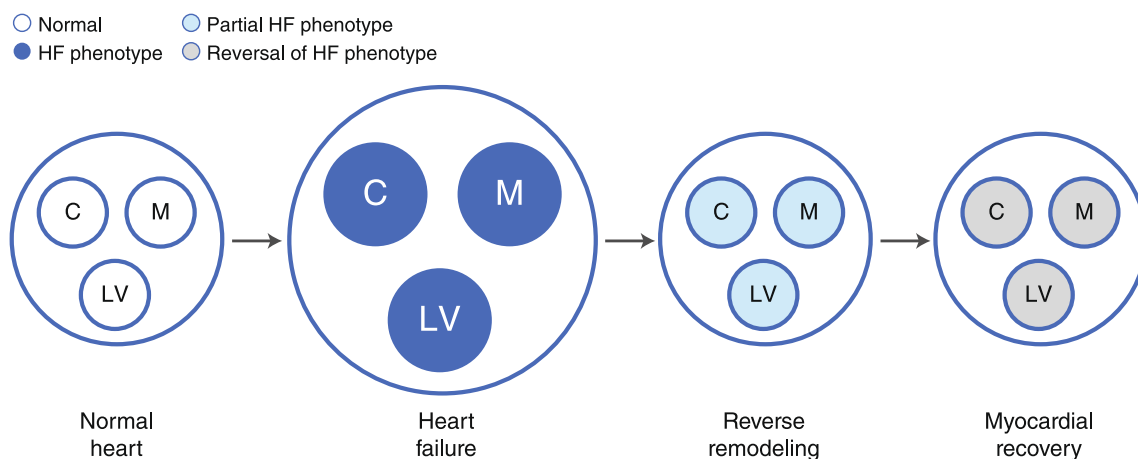 Normal
Partial HF phenotype
HF phenotype
Reversal of HF phenotype
C
M
LV
C
M
LV
C
M
LV
C
M
LV
Normal
heart
Heart
failure
Reverse
remodeling
Myocardial
recovery